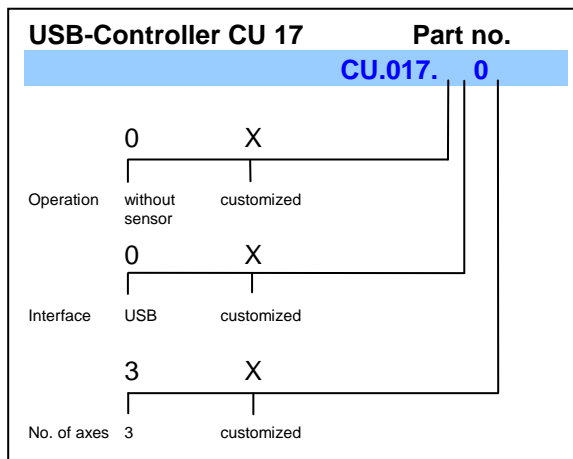 USB-Controller CU 17 Part no.
CU.017. 0
0 X
Operation without sensor customized
0 X
Interface USB customized
3 X
No. of axes 3 customized